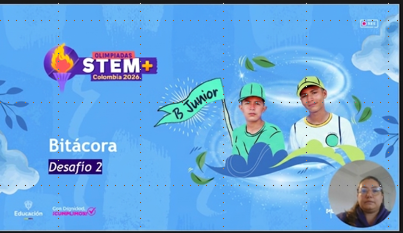 OLIMPIADAS
STEM+
Colombia 2026
B Junior
Bitácora
Desafío 2
Educación